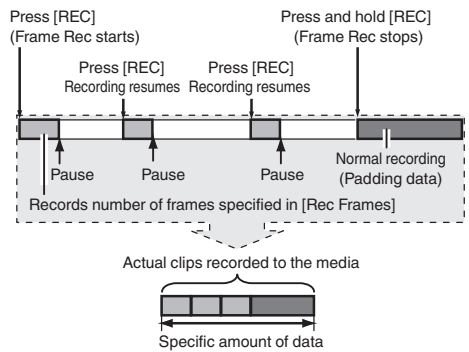 Press [REC]
(Frame Rec starts)
Press and hold [REC]
(Frame Rec stops)
Press [REC]
Recording resumes
Press [REC]
Recording resumes
Pause
Pause
Pause
Normal recording
(Padding data)
Records number of frames specified in [Rec Frames]
Actual clips recorded to the media
Specific amount of data